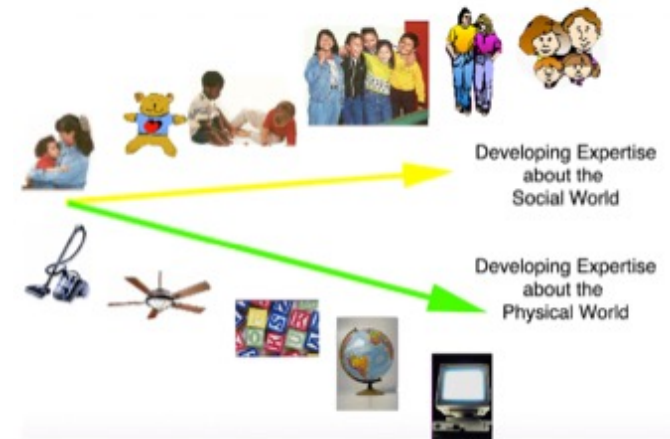 Developing Expertise
about the
Social World
Developing Expertise
about the
Physical World